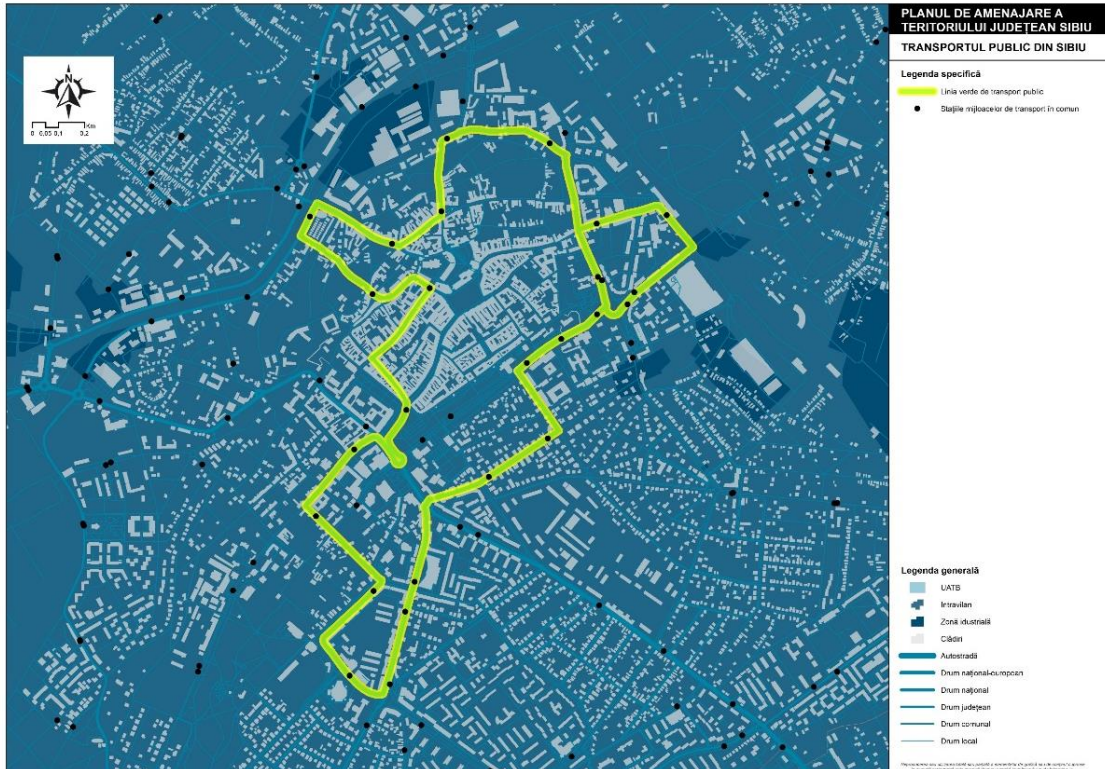 PLANUL DE AMENAJARE A
TERITORIULUI JUDEȚEAN SIBIU
TRANSPORTUL PUBLIC DIN SIBIU
Legenda specifică
Linia verde de transport public
Stațiile mijloacelor de transport în comun
N
Km
0 0,05 0,1 0,2
Legenda generală
UATB
Intravilan
Zonă idustrială
Clădiri
Autostradă
Drum național-european
Drum național
Drum județean
Drum comunal
Drum local